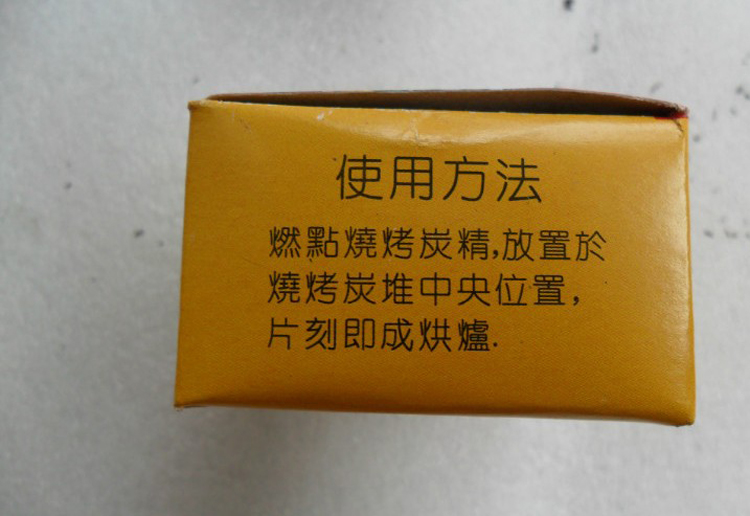 使用方法
燃點燒烤炭精,放置於
燒烤炭堆中央位置,
片刻即成烘爐.